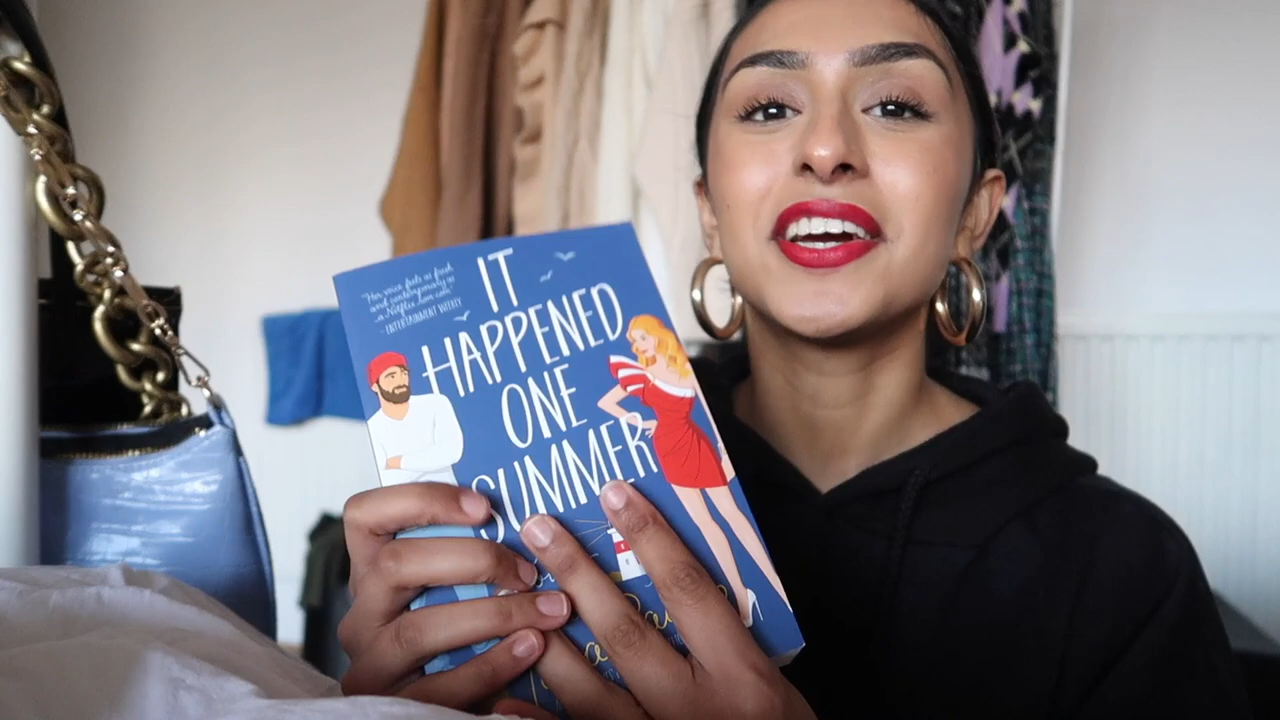 "Her voice feels as fresh
and contemporary as
a Netflix rom-com."
-ENTERTAINMENT WEEKLY
IT
HAPPENED
ONE
SUMMER